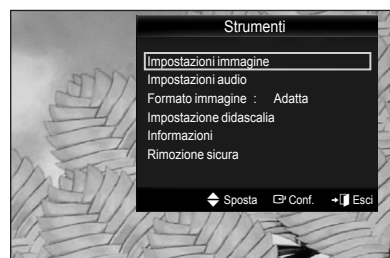 Strumenti
Impostazioni immagine
Impostazioni audio
Formato immagine : Adatta
Impostazione didascalia
Informazioni
Rimozione sicura
Sposta Conf. Esci